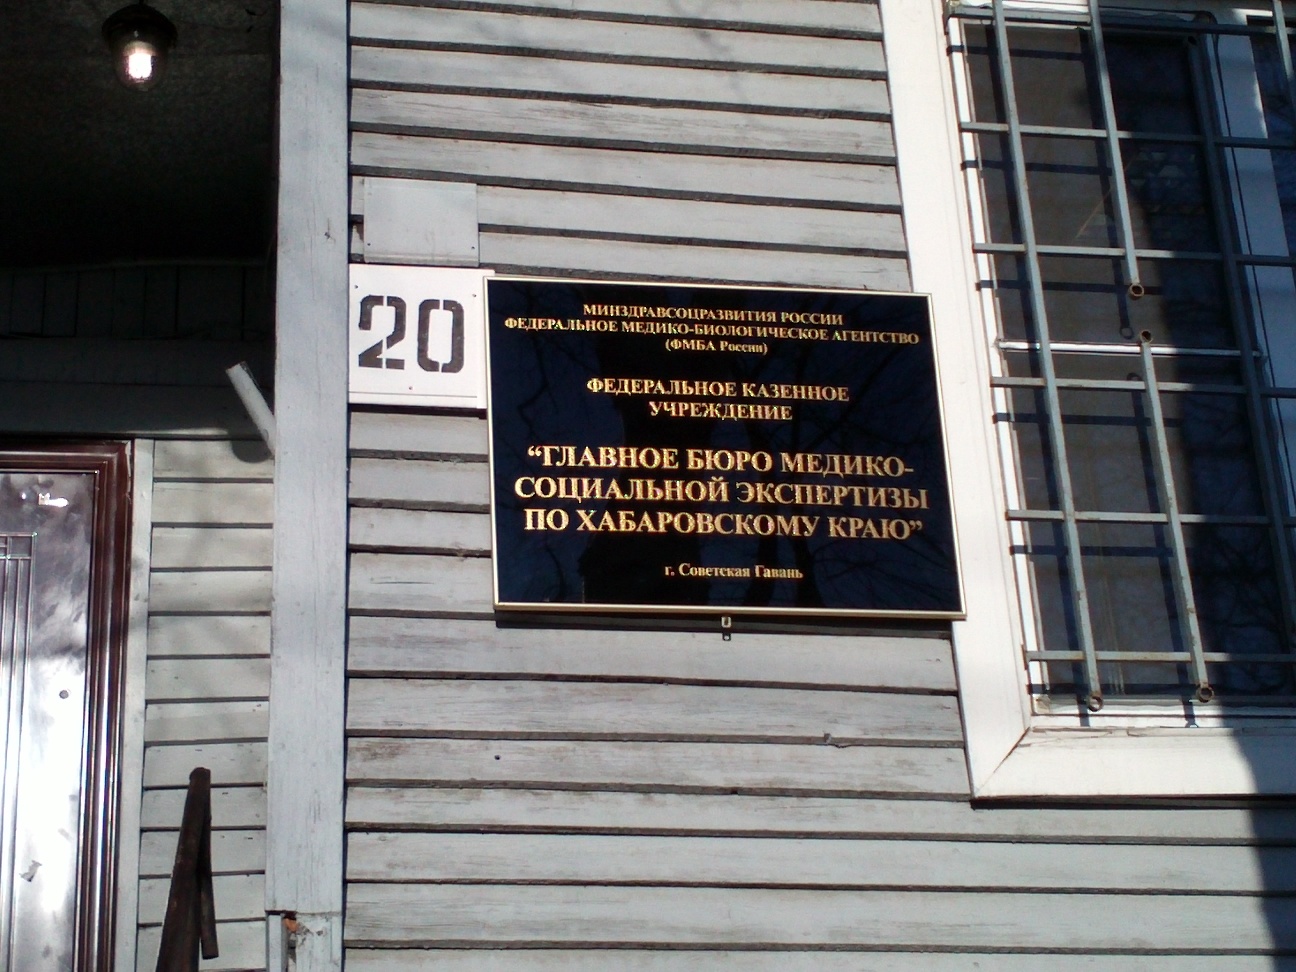 20
МИНЗДРАВСОЦРАЗВИТИЯ РОССИИ
ФЕДЕРАЛЬНОЕ МЕДИКО-БИОЛОГИЧЕСКОЕ АГЕНТСТВО
(ФМБА России)
ФЕДЕРАЛЬНОЕ КАЗЕННОЕ
УЧРЕЖДЕНИЕ
“ГЛАВНОЕ БЮРО МЕДИКО-
СОЦИАЛЬНОЙ ЭКСПЕРТИЗЫ
ПО ХАБАРОВСКОМУ КРАЮ”
г. Советская Гавань